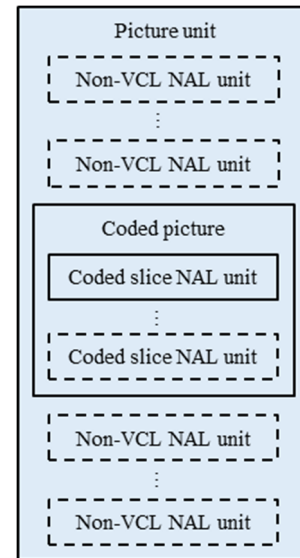 Picture unit
Non-VCL NAL unit
⋮
Non-VCL NAL unit
Coded picture
Coded slice NAL unit
⋮
Coded slice NAL unit
Non-VCL NAL unit
⋮
Non-VCL NAL unit